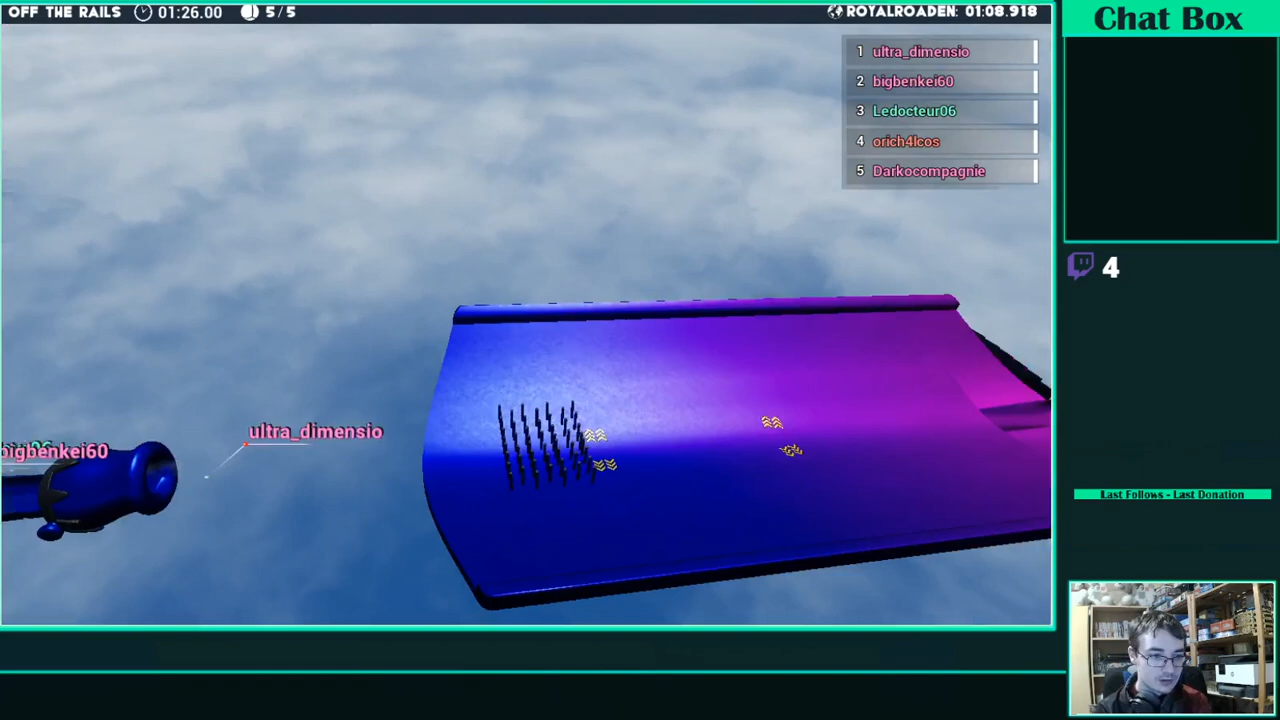 OFF THE RAILS 01:26.00 5/5
ROYALROADEN: 01:08.918
Chat Box
1 ultra_dimensio
2 bigbenkei60
3 Ledocteur06
4 orich4lcos
5 Darkocompagnie
4
ultra_dimensio
bigbenkei60
Last Follows - Last Donation